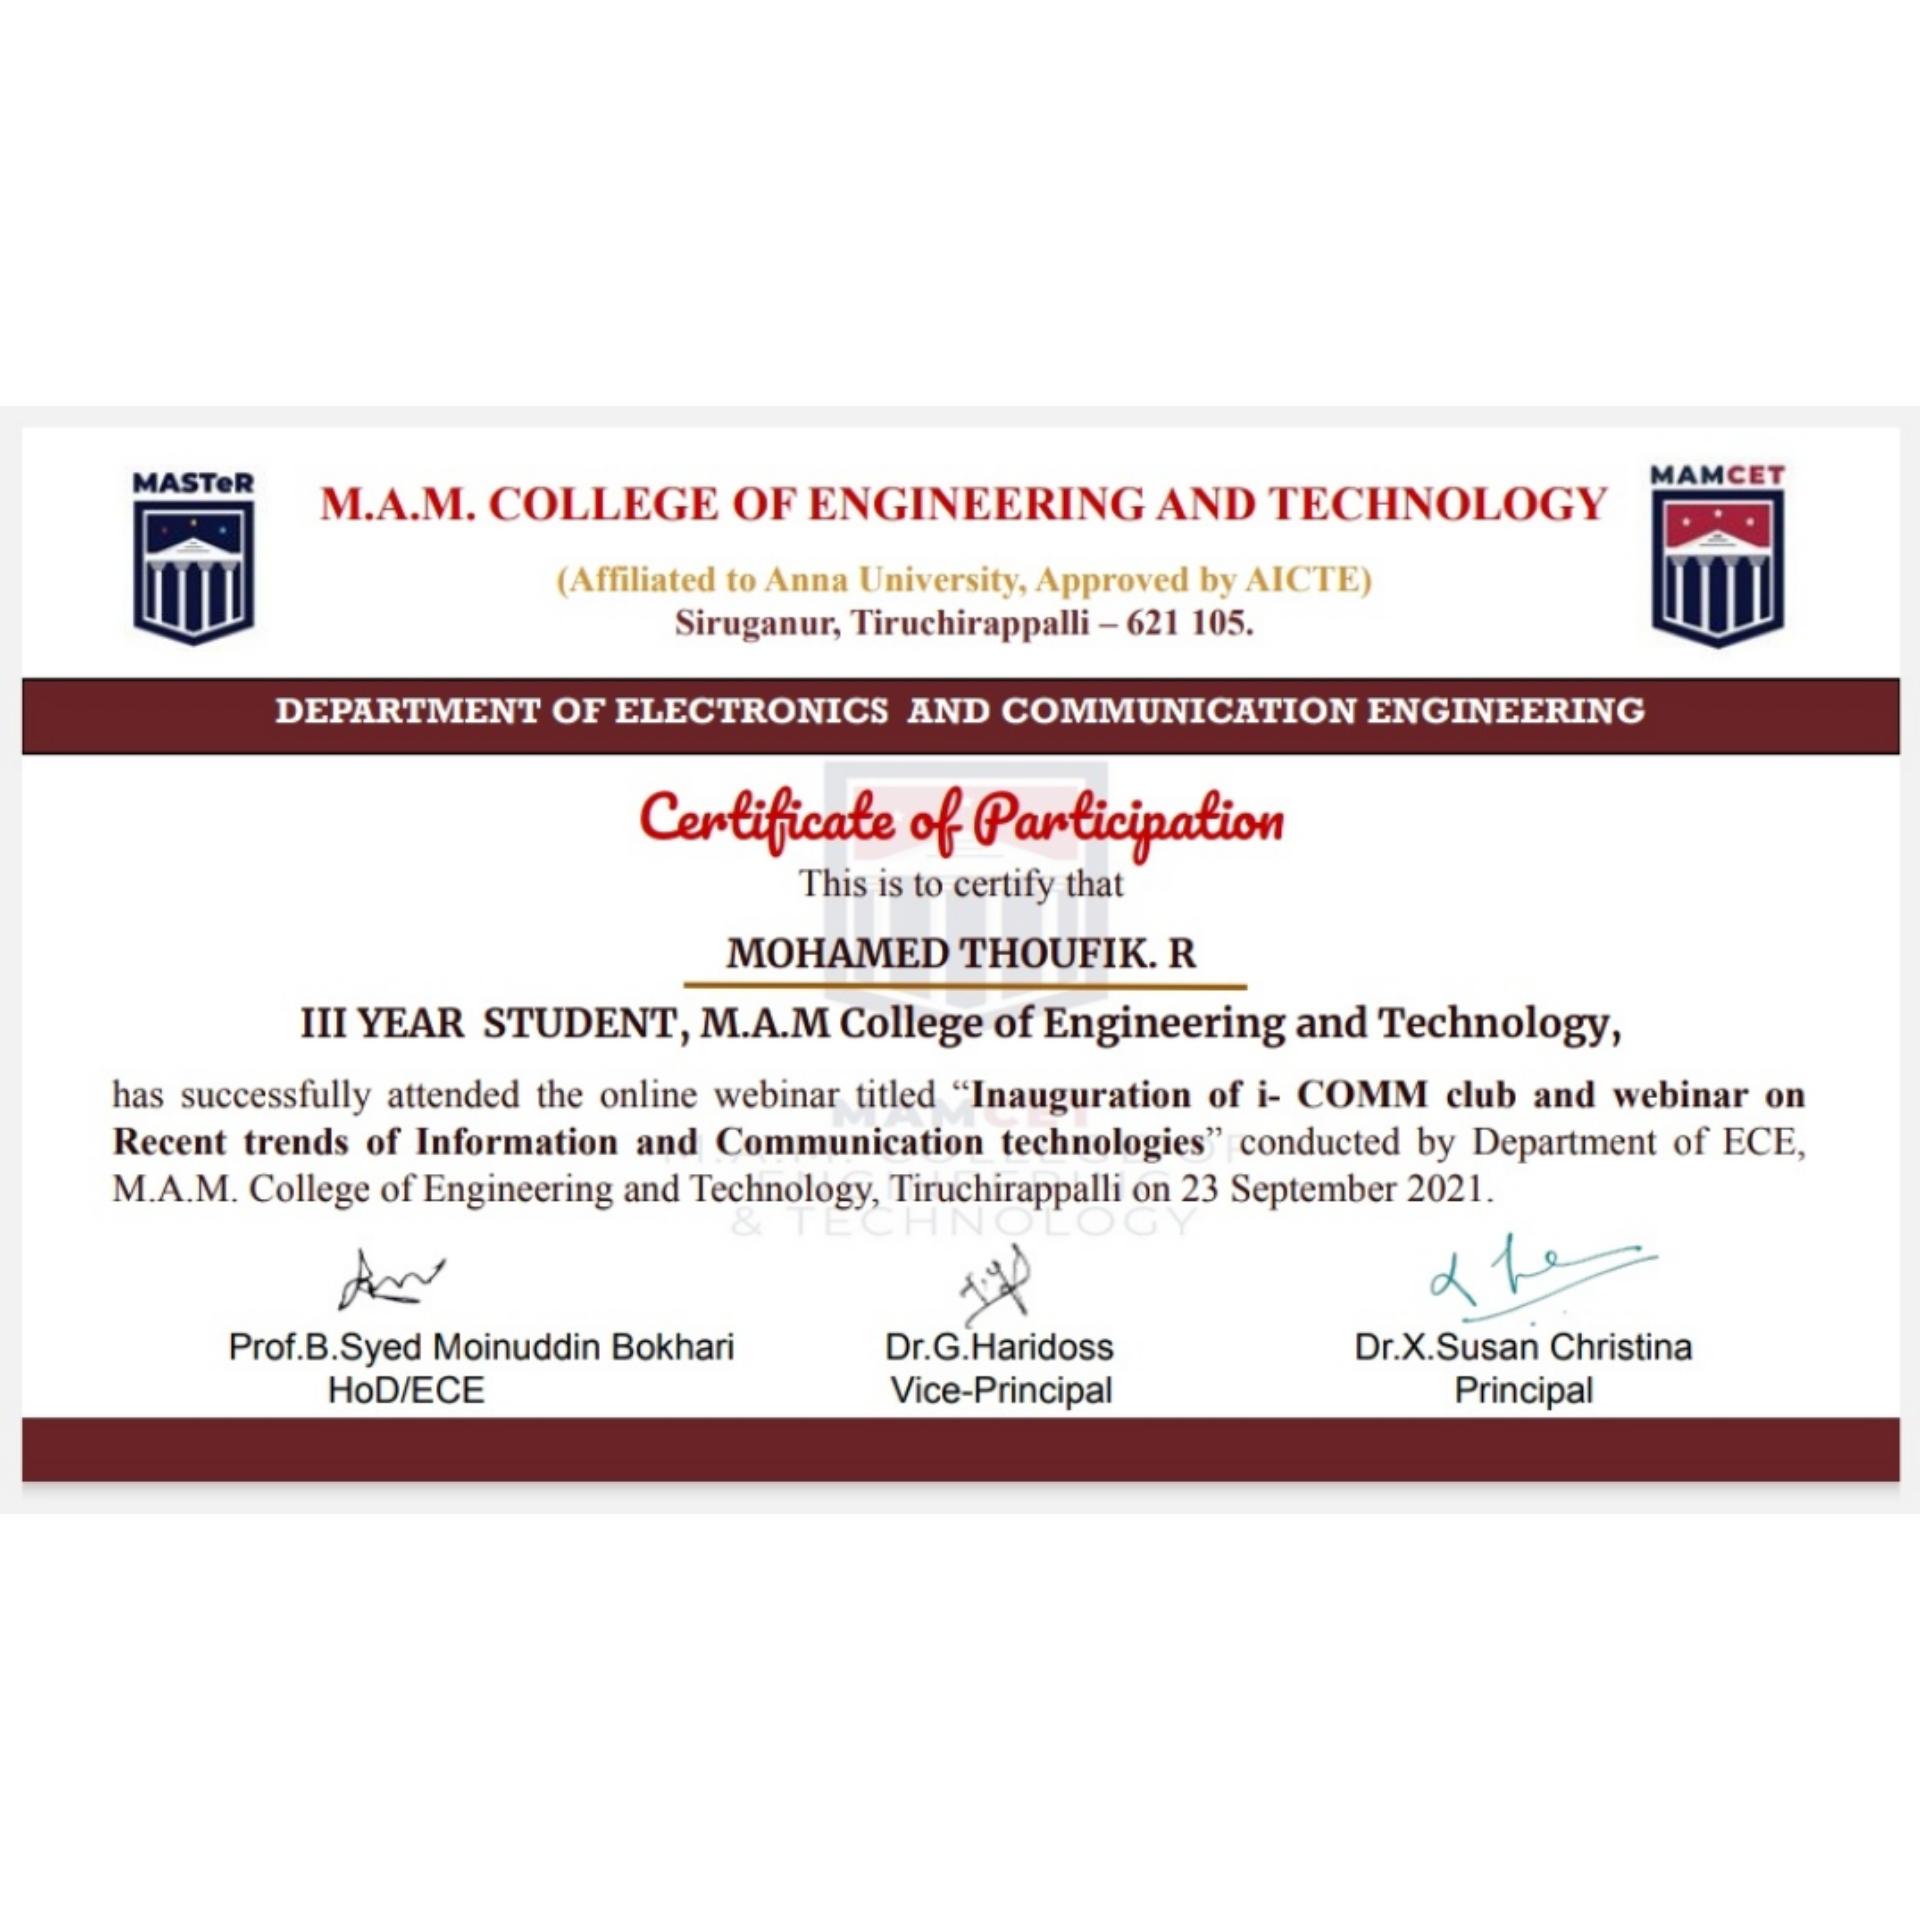 MASTeR
MAMCET
M.A.M. COLLEGE OF ENGINEERING AND TECHNOLOGY
(Affiliated to Anna University, Approved by AICTE)
Siruganur, Tiruchirappalli – 621 105.
DEPARTMENT OF ELECTRONICS AND COMMUNICATION ENGINEERING
Certificate of Participation
This is to certify that
MOHAMED THOUFIK. R
III YEAR STUDENT, M.A.M College of Engineering and Technology,
has successfully attended the online webinar titled “Inauguration of i- COMM club and webinar on
Recent trends of Information and Communication technologies” conducted by Department of ECE,
M.A.M. College of Engineering and Technology, Tiruchirappalli on 23 September 2021.
MAMCET
& TECHNOLOGY
Prof.B.Syed Moinuddin Bokhari
HoD/ECE
Dr.G.Haridoss
Vice-Principal
Dr.X.Susan Christina
Principal